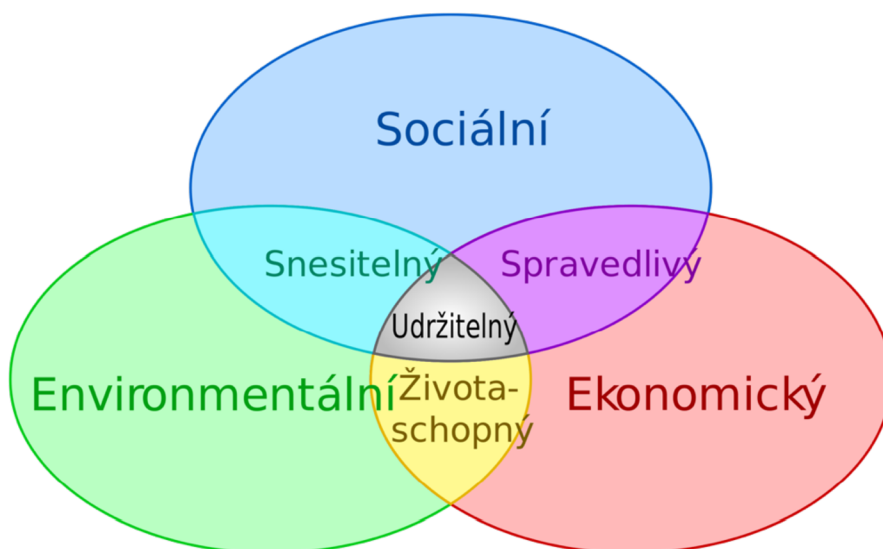 Sociální
Snesitelný
Spravedlivý
Udržitelný
Environmentální
Života-
schopný
Ekonomický